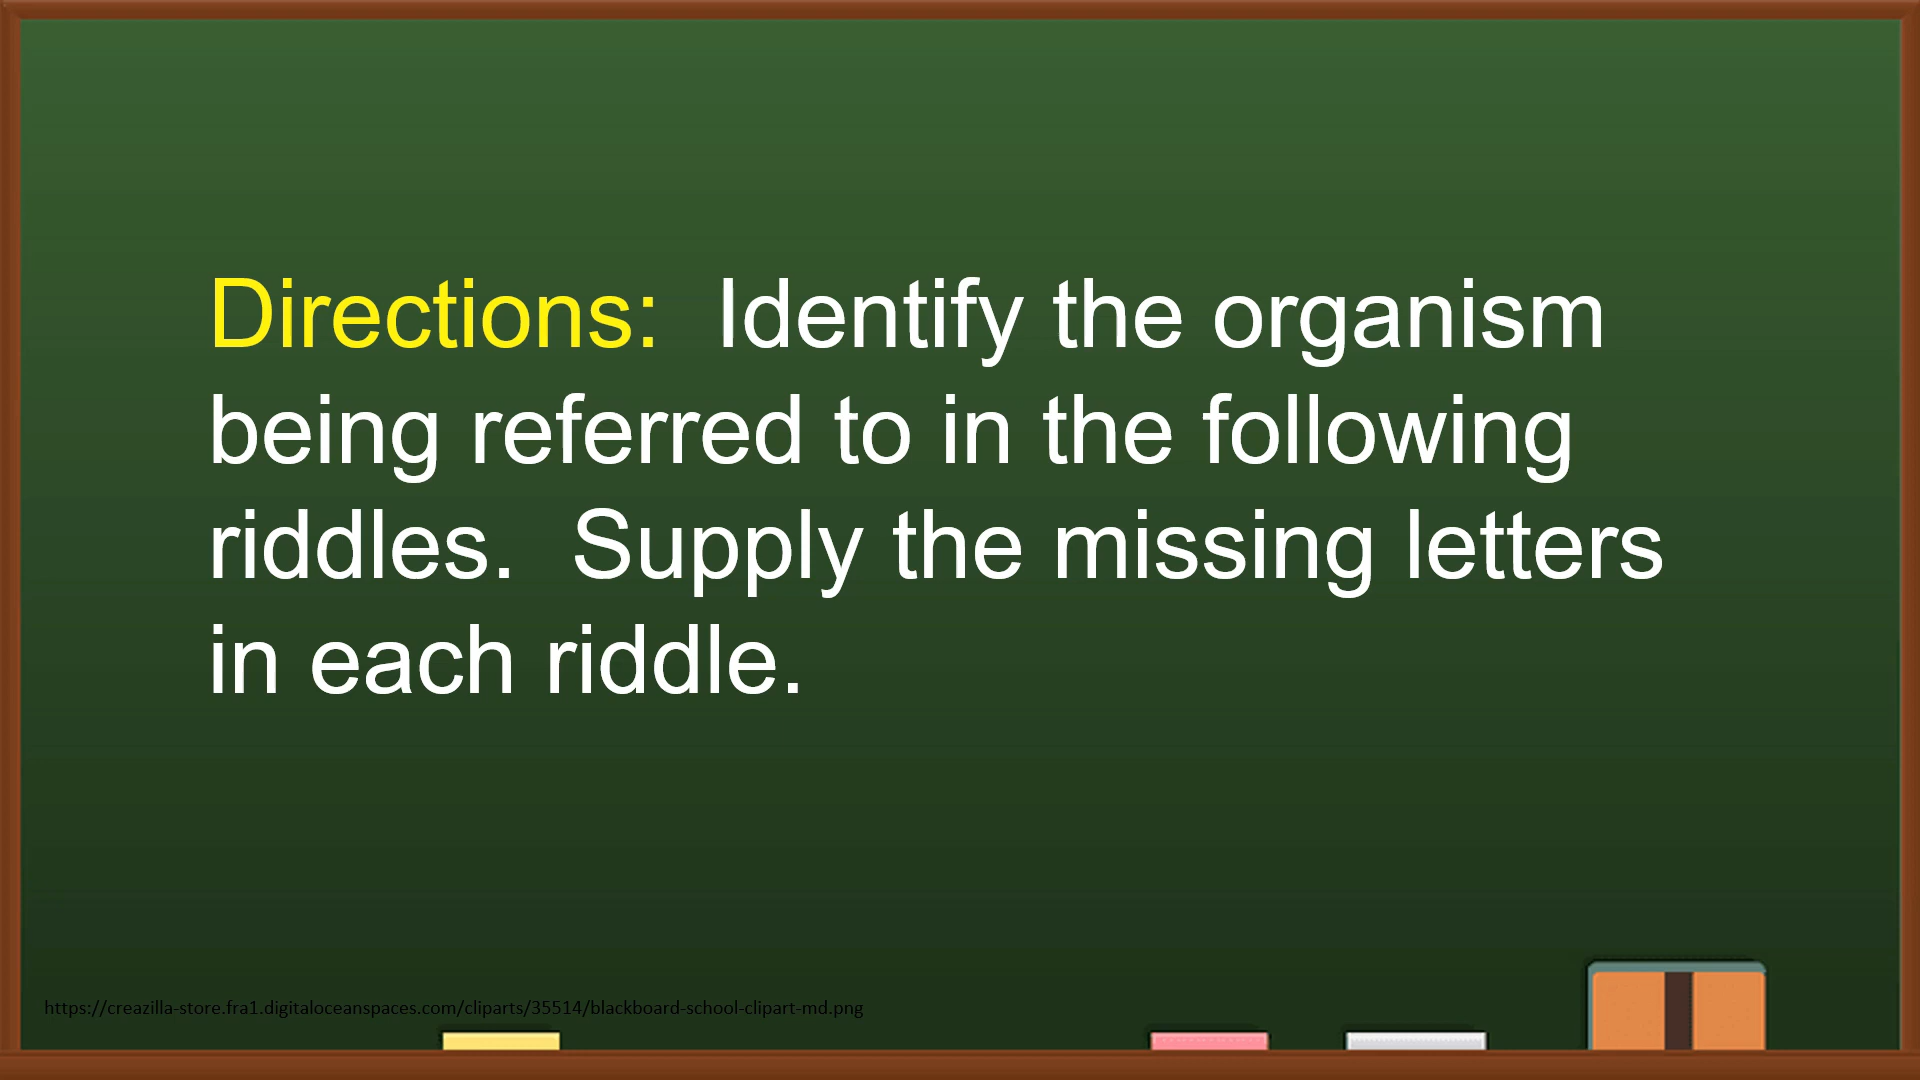 Directions:  Identify the organism
being referred to in the following
riddles.  Supply the missing letters
in each riddle.
https://creazilla-store.fra1.digitaloceanspaces.com/cliparts/35514/blackboard-school-clipart-md.png